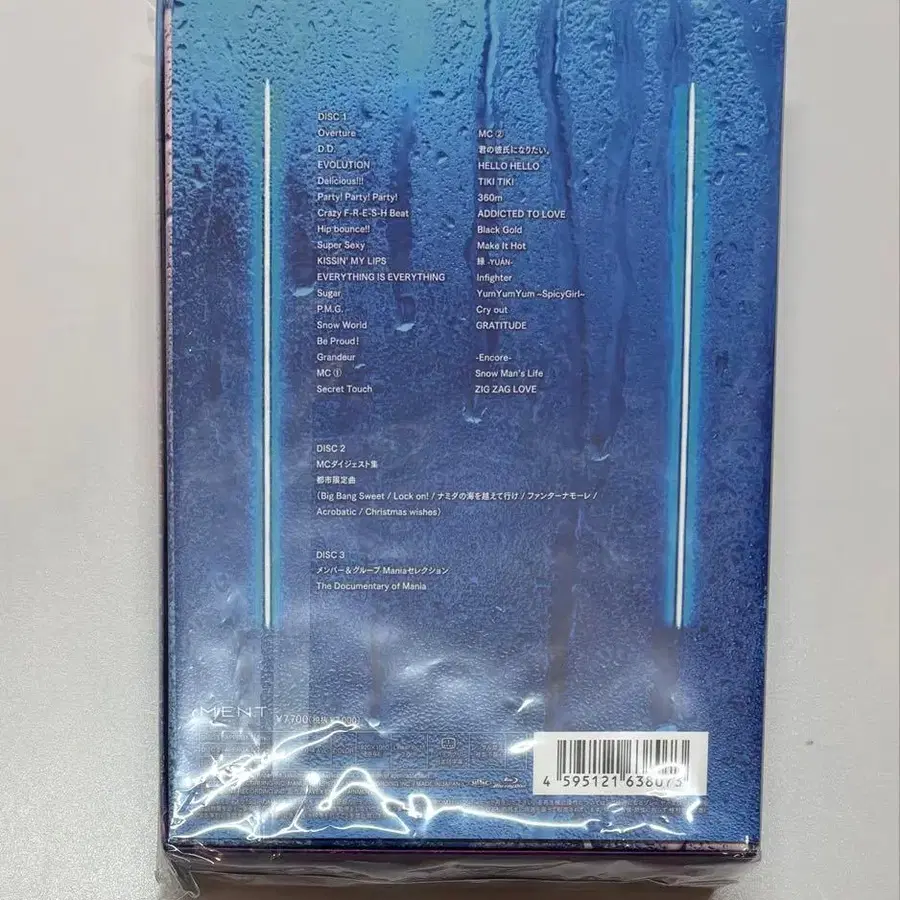 DISC 1
Overture
D.D.
EVOLUTION
Delicious!!!
Party! Party! Party!
Crazy F-R-E-S-H Beat
Hip bounce!!
Super Sexy
KISSIN' MY LIPS
EVERYTHING IS EVERYTHING
Sugar
P.M.G.
Snow World
Be Proud!
Grandeur
MC ①
Secret Touch
MC ②
君の彼氏になりたい。
HELLO HELLO
TIKI TIKI
360m
ADDICTED TO LOVE
Black Gold
Make It Hot
縁 -YUÁN-
Infighter
YumYumYum ~SpicyGirl~
Cry out
GRATITUDE
-Encore-
Snow Man's Life
ZIG ZAG LOVE
DISC 2
MCダイジェスト集
都市限定曲
(Big Bang Sweet / Lock on! / ナミダの海を越えて行け / ファンターナモーレ /
Acrobatic / Christmas wishes)
DISC 3
メンバー＆グループ Maniaセレクション
The Documentary of Mania
MENT
¥7,700(税抜¥7,000)
4 595121 638073